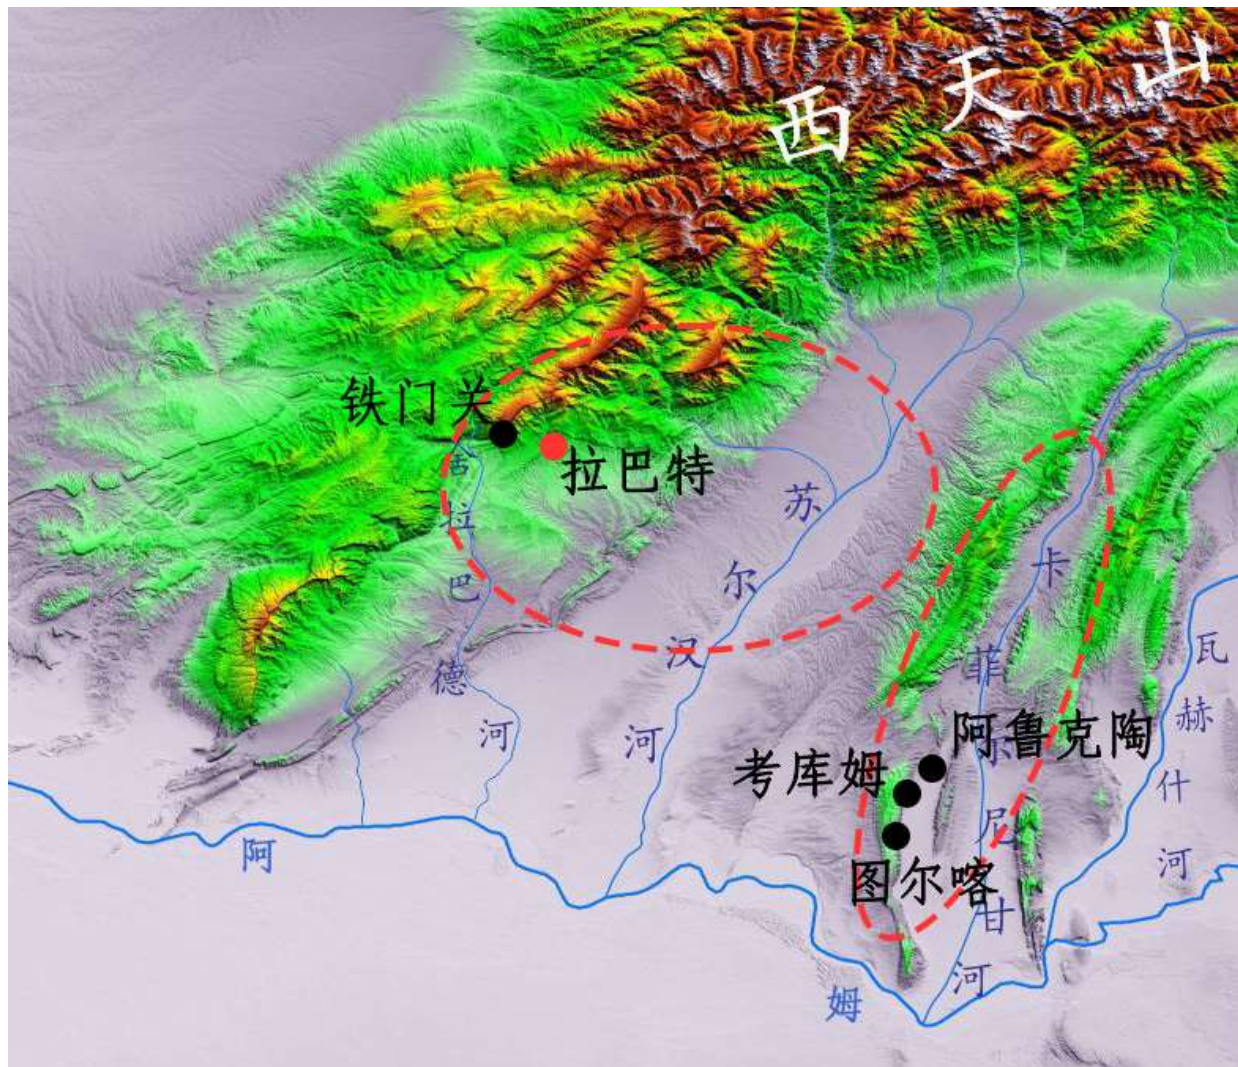 西天山
铁门关
拉巴特
舍拉巴德河
苏尔汉河
卡菲尔尼甘河
瓦赫什河
阿鲁克陶
考库姆
图尔喀
阿姆